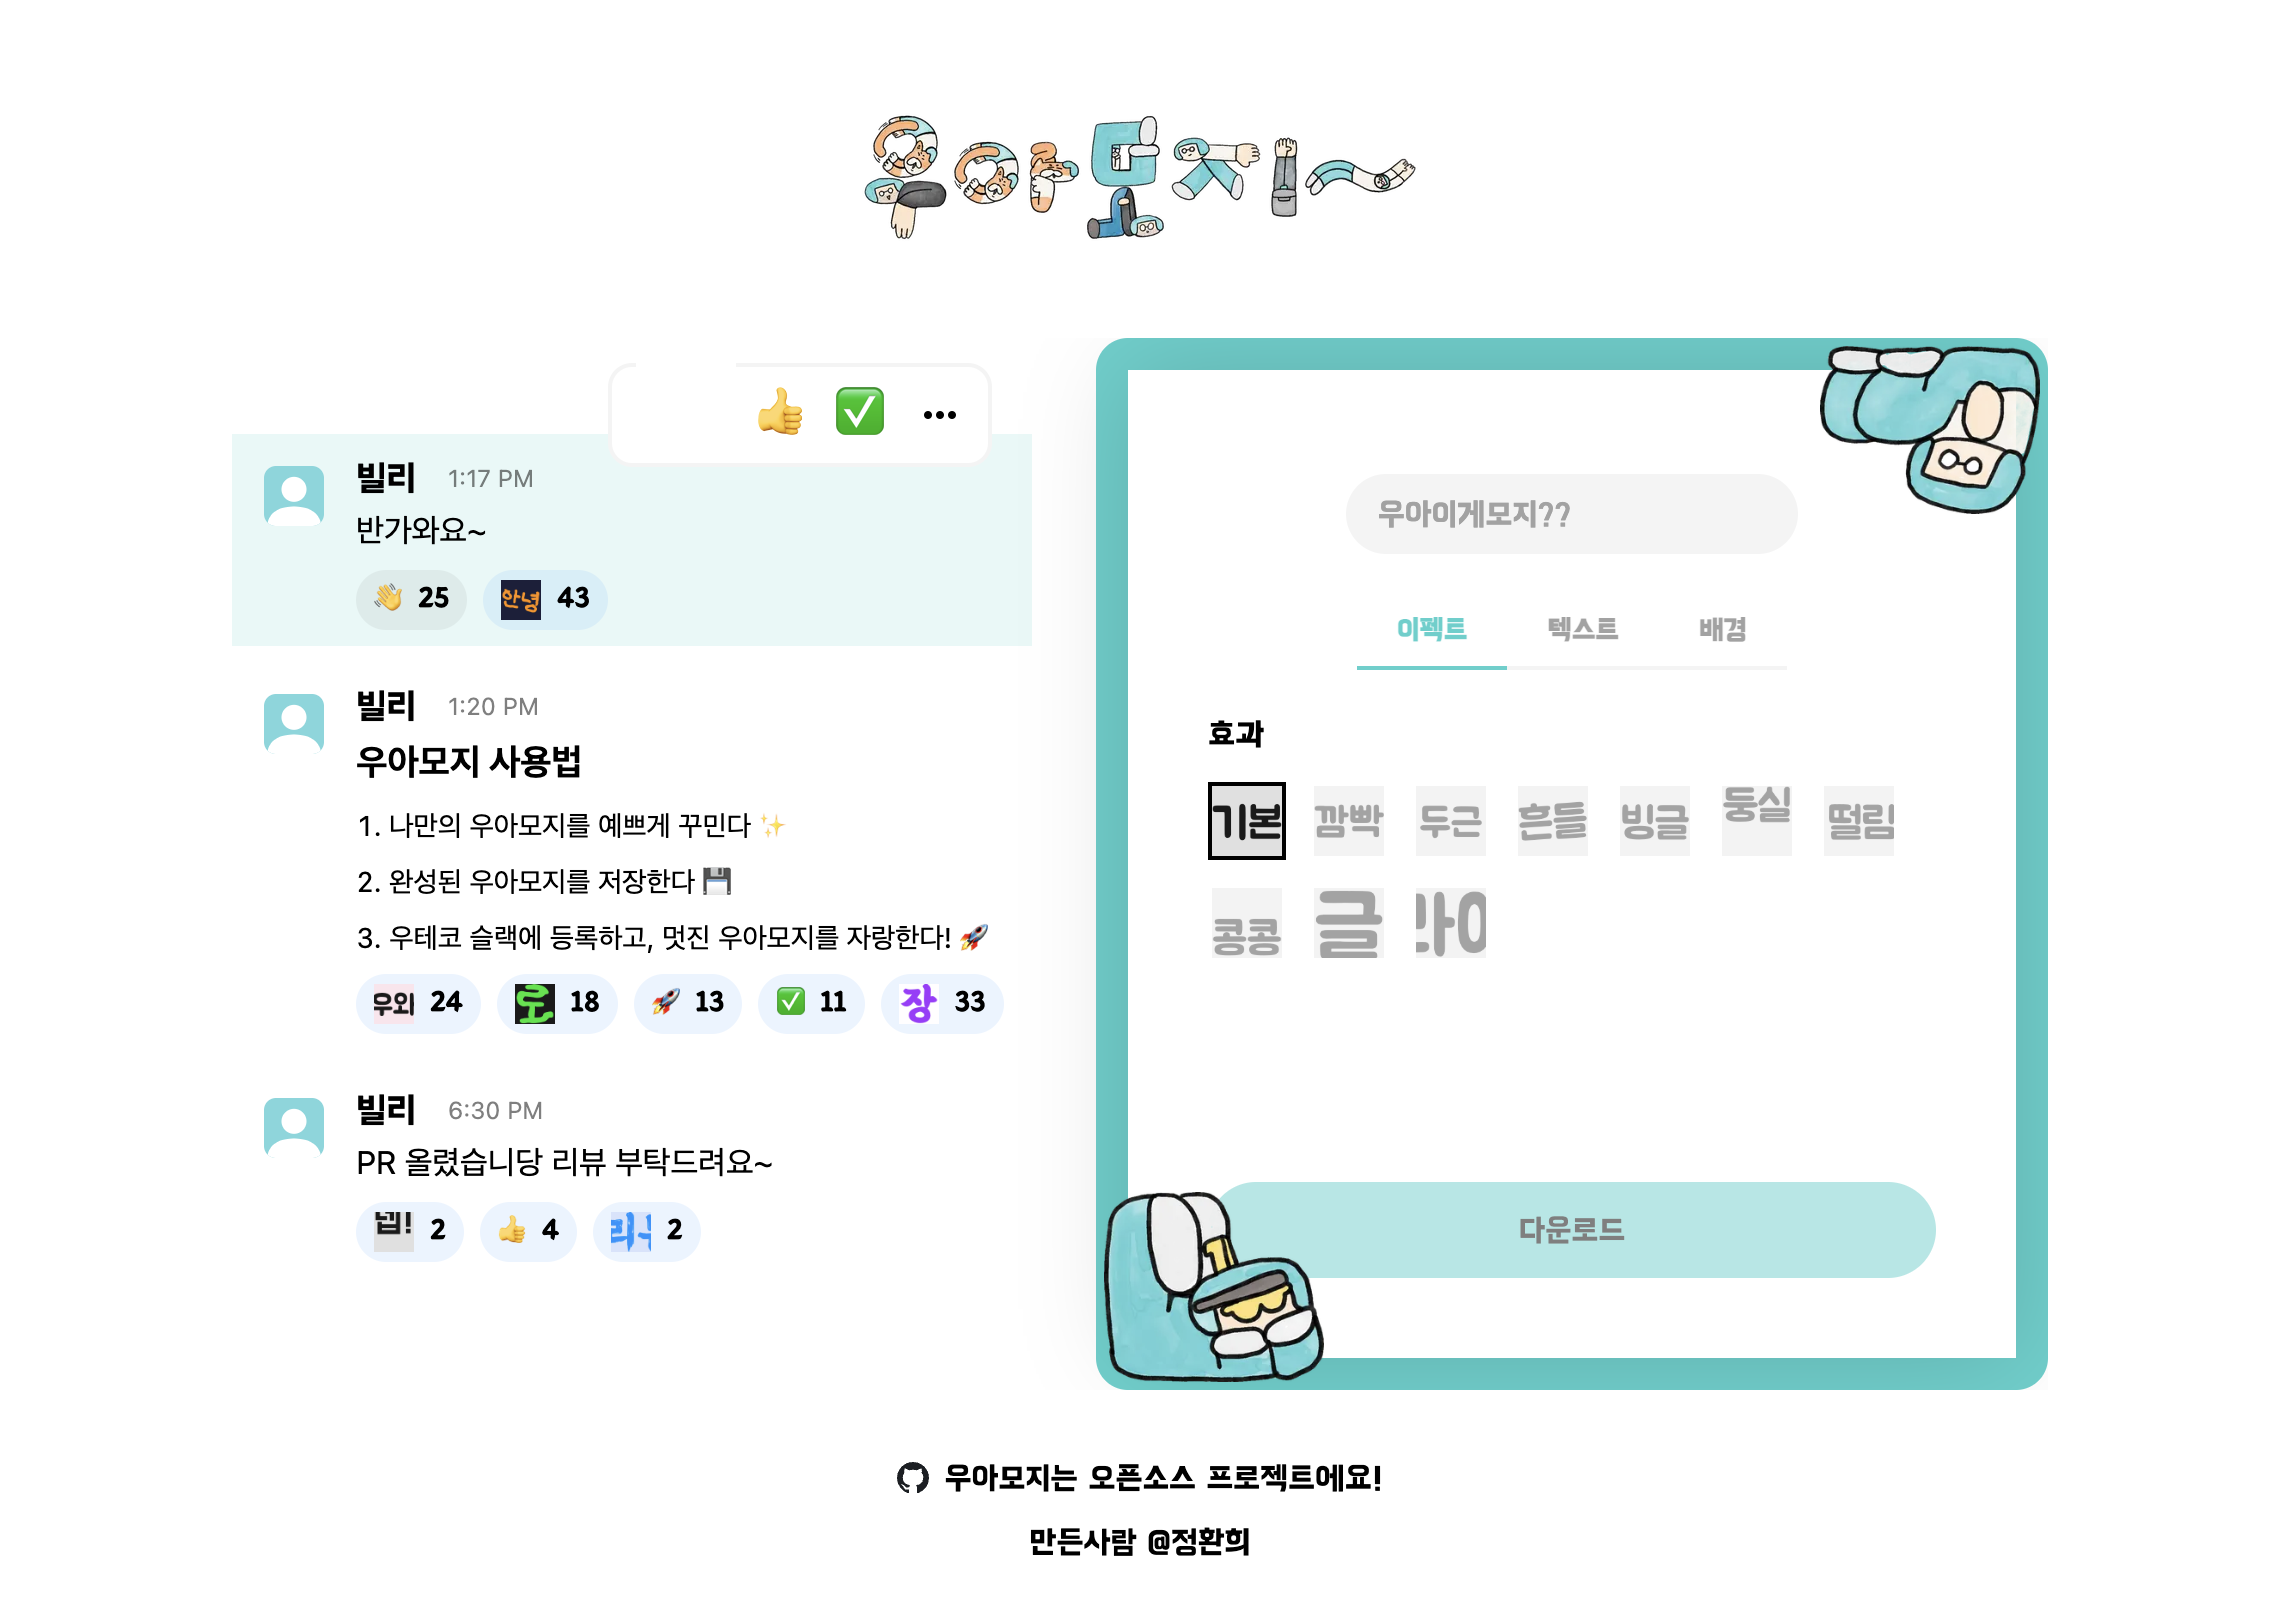 우아모지~
빌리 1:17 PM
반가와요~
25 안녕 43
빌리 1:20 PM
우아모지 사용법
1. 나만의 우아모지를 예쁘게 꾸민다
2. 완성된 우아모지를 저장한다
3. 우테코 슬랙에 등록하고, 멋진 우아모지를 자랑한다!
우와 24 로 18 13 11 장 33
빌리 6:30 PM
PR 올렸습니당 리뷰 부탁드려요~
넵! 2 4 2
우아이게모지??
이펙트 텍스트 배경
효과
기본 깜빡 두근 흔들 빙글 둥실 떨림
콩콩 글
다운로드
우아모지는 오픈소스 프로젝트에요!
만든사람 @정환희